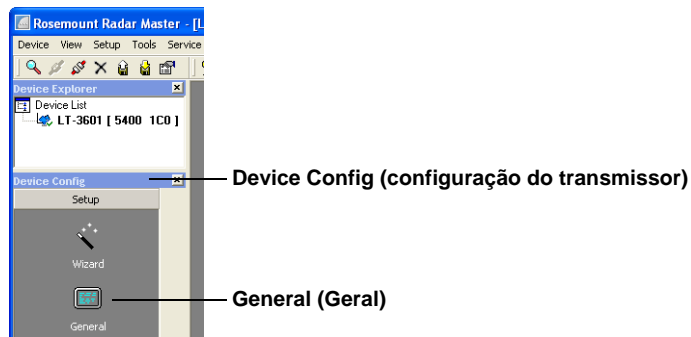 Rosemount Radar Master - [L
Device View Setup Tools Service
Device Explorer
Device List
LT-3601 [ 5400 1C0 ]
Device Config
Device Config (configuração do transmissor)
Setup
Wizard
General (Geral)
General